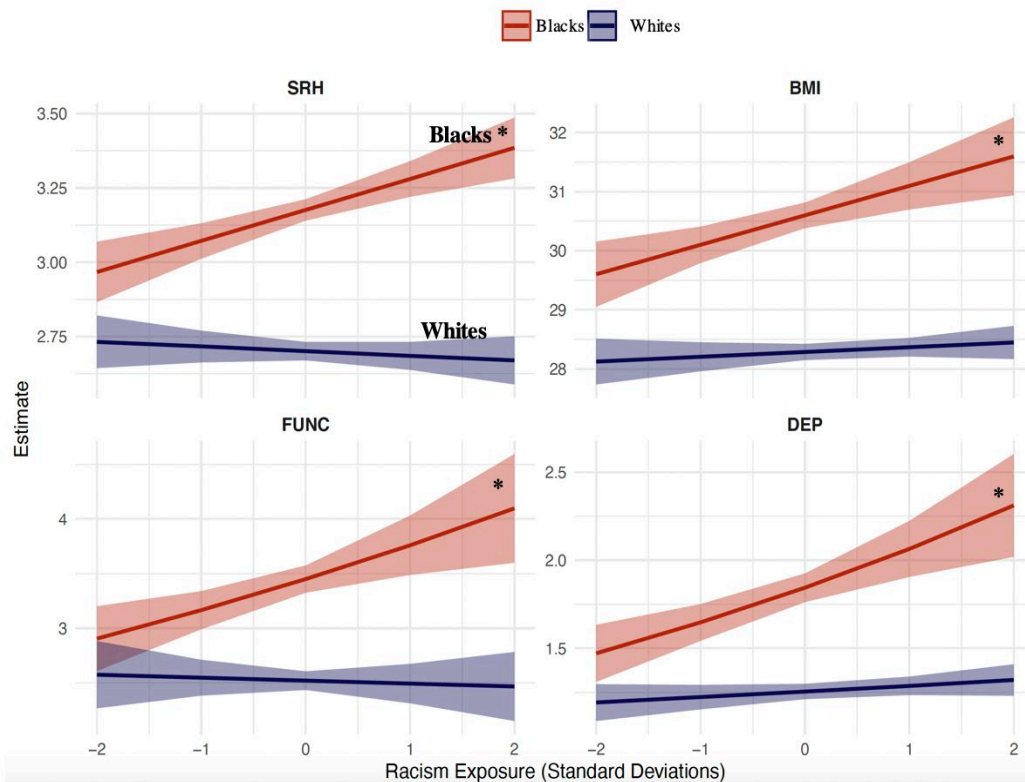 Blacks Whites
SRH
3.50
3.25
3.00
2.75
Blacks *
Whites
BMI
32
31
30
29
28
*
Estimate
FUNC
4
3
*
−2 −1 0 1 2
DEP
2.5
2.0
1.5
*
−2 −1 0 1 2
Racism Exposure (Standard Deviations)